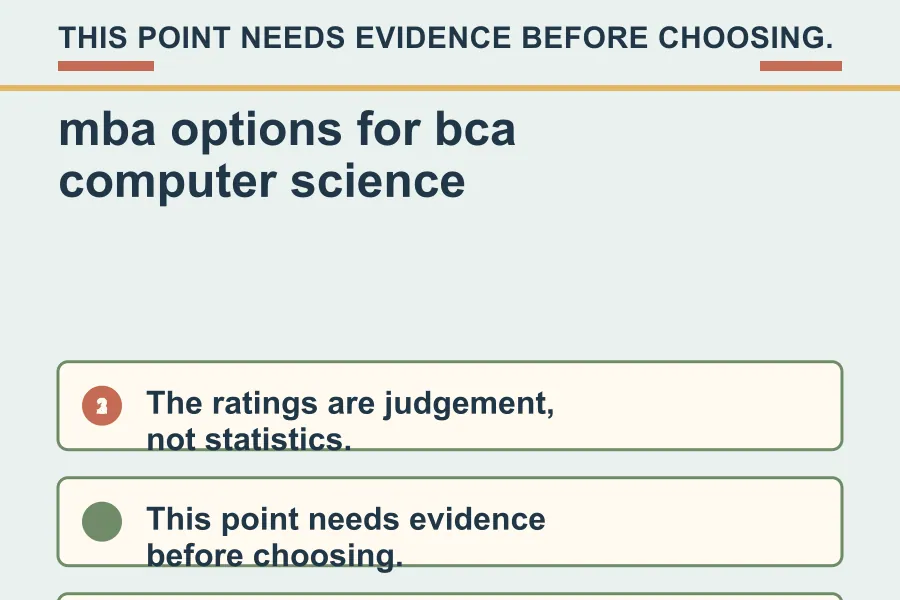 THIS POINT NEEDS EVIDENCE BEFORE CHOOSING.
mba options for bca
computer science
The ratings are judgement,
not statistics.
This point needs evidence
before choosing.